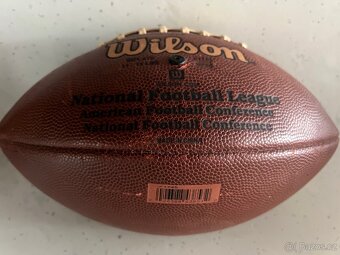 Wilson
National Football League
American Football Conference
National Football Conference